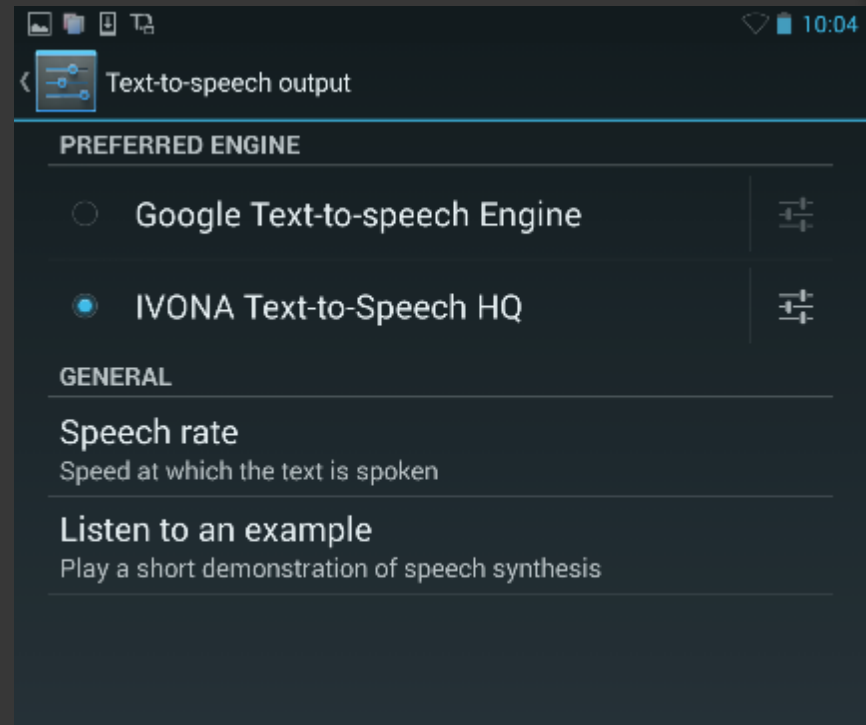 10:04
Text-to-speech output
PREFERRED ENGINE
Google Text-to-speech Engine
IVONA Text-to-Speech HQ
GENERAL
Speech rate
Speed at which the text is spoken
Listen to an example
Play a short demonstration of speech synthesis